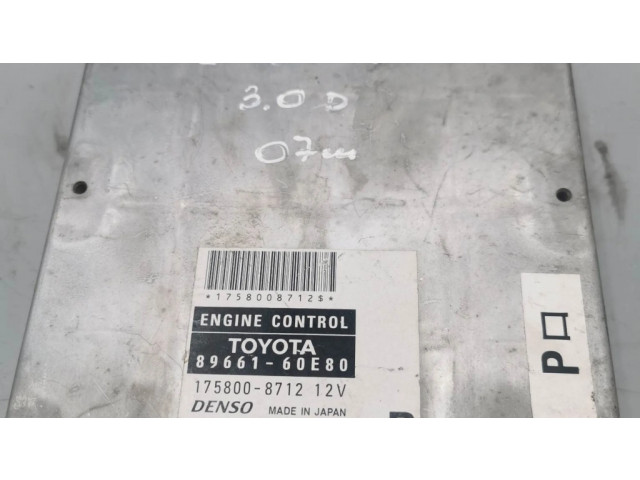 3.0 D
07
*1758008712$*
ENGINE CONTROL
TOYOTA
89661-60E80
175800-8712 12V
DENSO MADE IN JAPAN
P